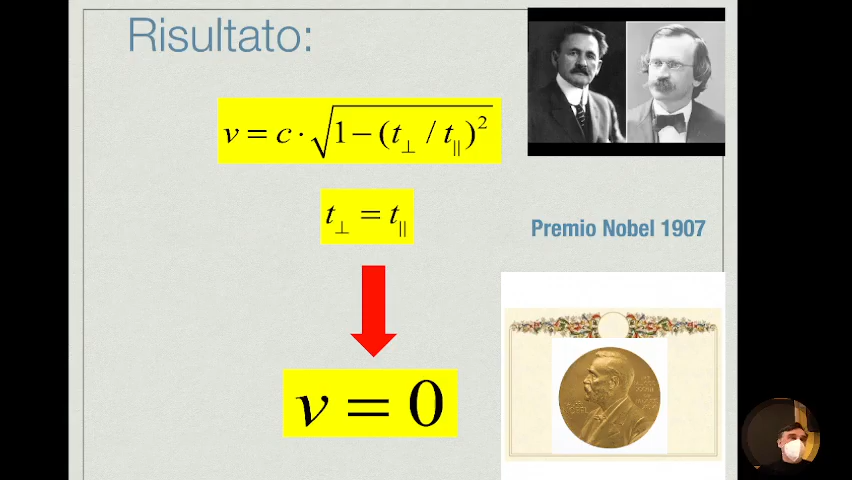 Risultato:
v = c · √1 − (t⊥ / t||)²
t⊥ = t||
Premio Nobel 1907
v = 0